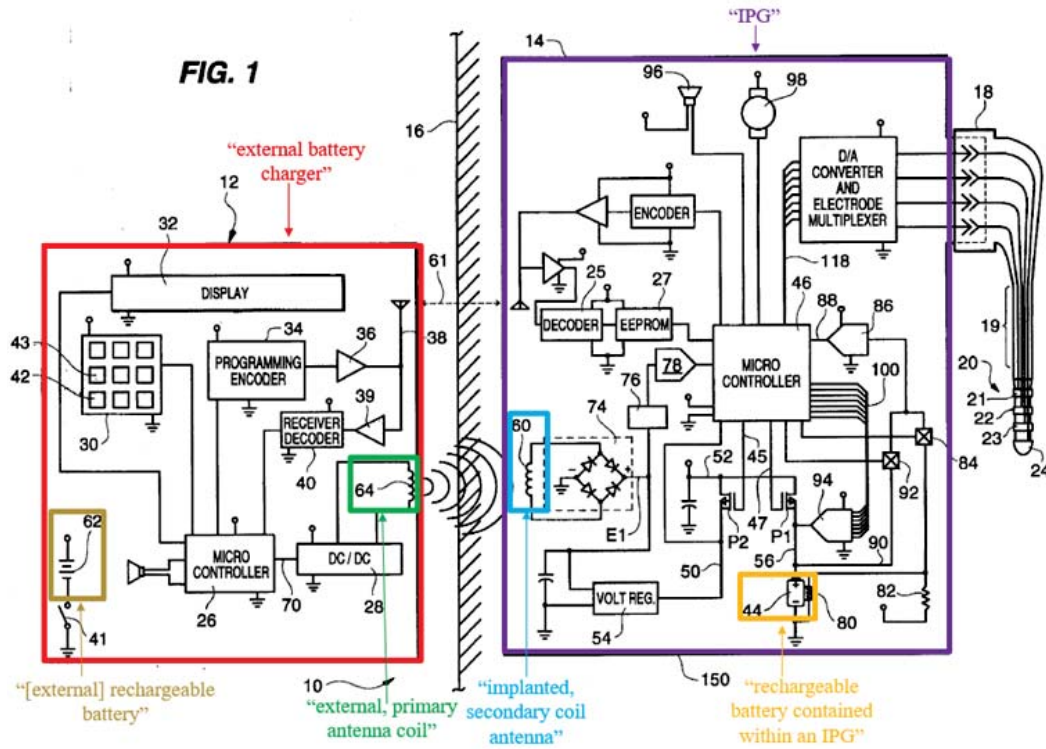 “IPG”
14
FIG. 1
16
96
98
18
“external battery
charger”
12
D/A
CONVERTER
AND
ELECTRODE
MULTIPLEXER
ENCODER
32
DISPLAY
61
118
25
27
46
88
86
DECODER
EEPROM
34
36
38
19
43
42
PROGRAMMING
ENCODER
78
MICRO
CONTROLLER
100
20
76
39
21
22
23
RECEIVER
DECODER
30
40
60
74
52
45
84
24
64
92
94
47
E1
P2
P1
62
MICRO
CONTROLLER
DC / DC
56
90
50
70
44
82
VOLT REG.
41
26
28
54
80
10
150
“[external] rechargeable
battery”
“external, primary
antenna coil”
“implanted,
secondary coil
antenna”
“rechargeable
battery contained
within an IPG”